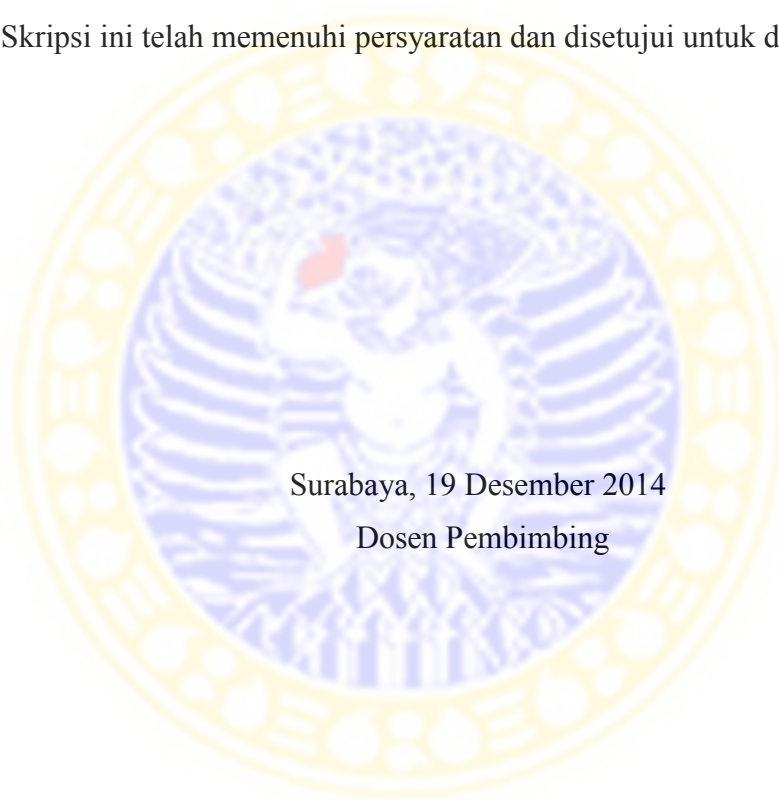 Skripsi ini telah memenuhi persyaratan dan disetujui untuk d
Surabaya, 19 Desember 2014
Dosen Pembimbing